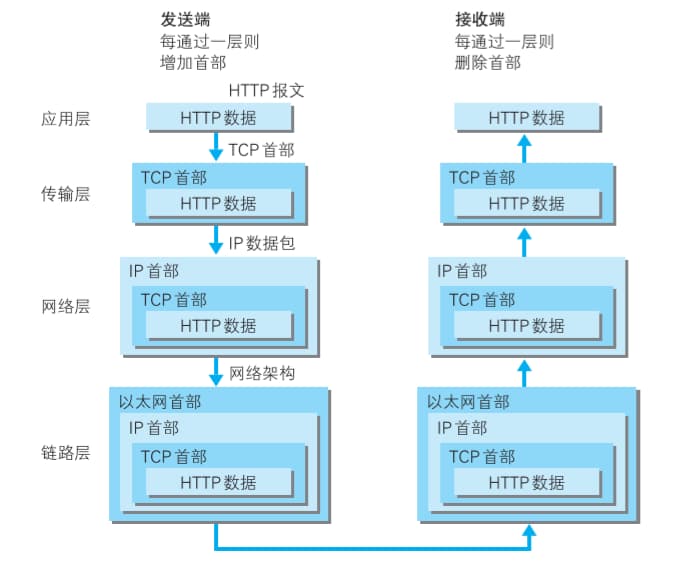 发送端
每通过一层则
增加首部
接收端
每通过一层则
删除首部
HTTP 报文
应用层
HTTP 数据
HTTP 数据
TCP 首部
传输层
TCP 首部
HTTP 数据
TCP 首部
HTTP 数据
IP 数据包
网络层
IP 首部
TCP 首部
HTTP 数据
IP 首部
TCP 首部
HTTP 数据
网络架构
链路层
以太网首部
IP 首部
TCP 首部
HTTP 数据
以太网首部
IP 首部
TCP 首部
HTTP 数据